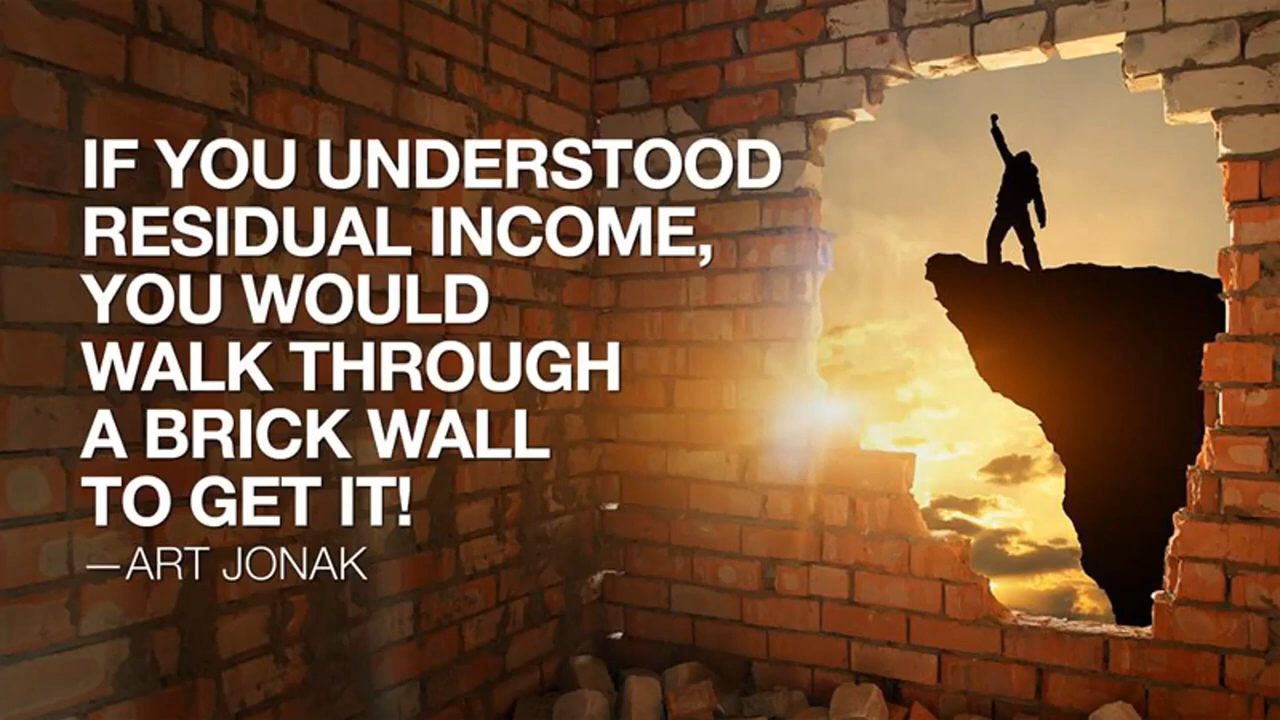 IF YOU UNDERSTOOD
RESIDUAL INCOME,
YOU WOULD
WALK THROUGH
A BRICK WALL
TO GET IT!
—ART JONAK